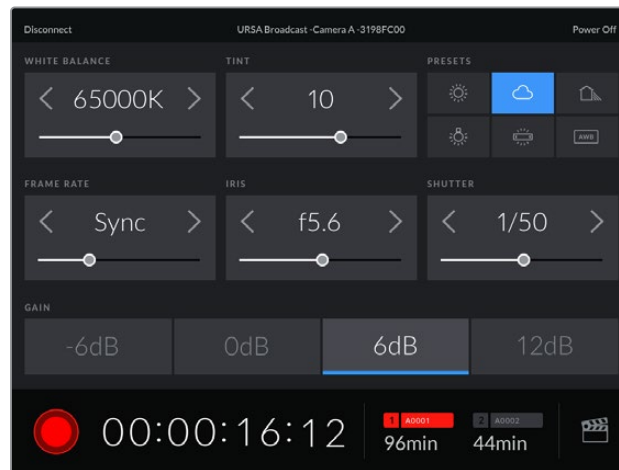 Disconnect URSA Broadcast -Camera A -3198FC00 Power Off
WHITE BALANCE TINT PRESETS
65000K 10
AWB
FRAME RATE IRIS SHUTTER
Sync f5.6 1/50
GAIN
-6dB 0dB 6dB 12dB
00:00:16:12 1 A0001 2 A0002
96min 44min